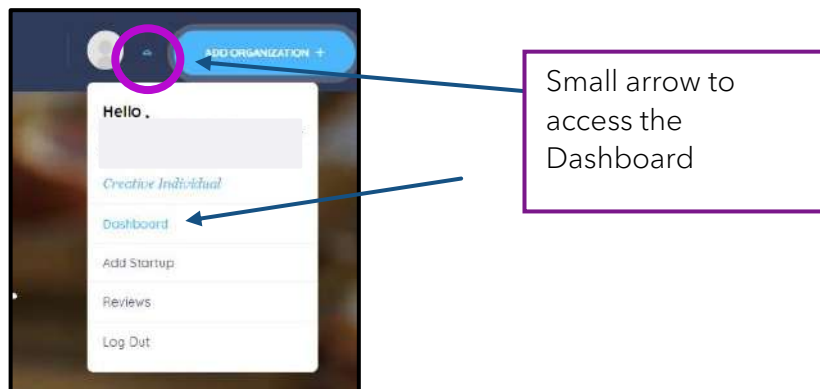 ADD ORGANIZATION +
Hello ,
Creative Individual
Dashboard
Add Startup
Reviews
Log Out
Small arrow to
access the
Dashboard